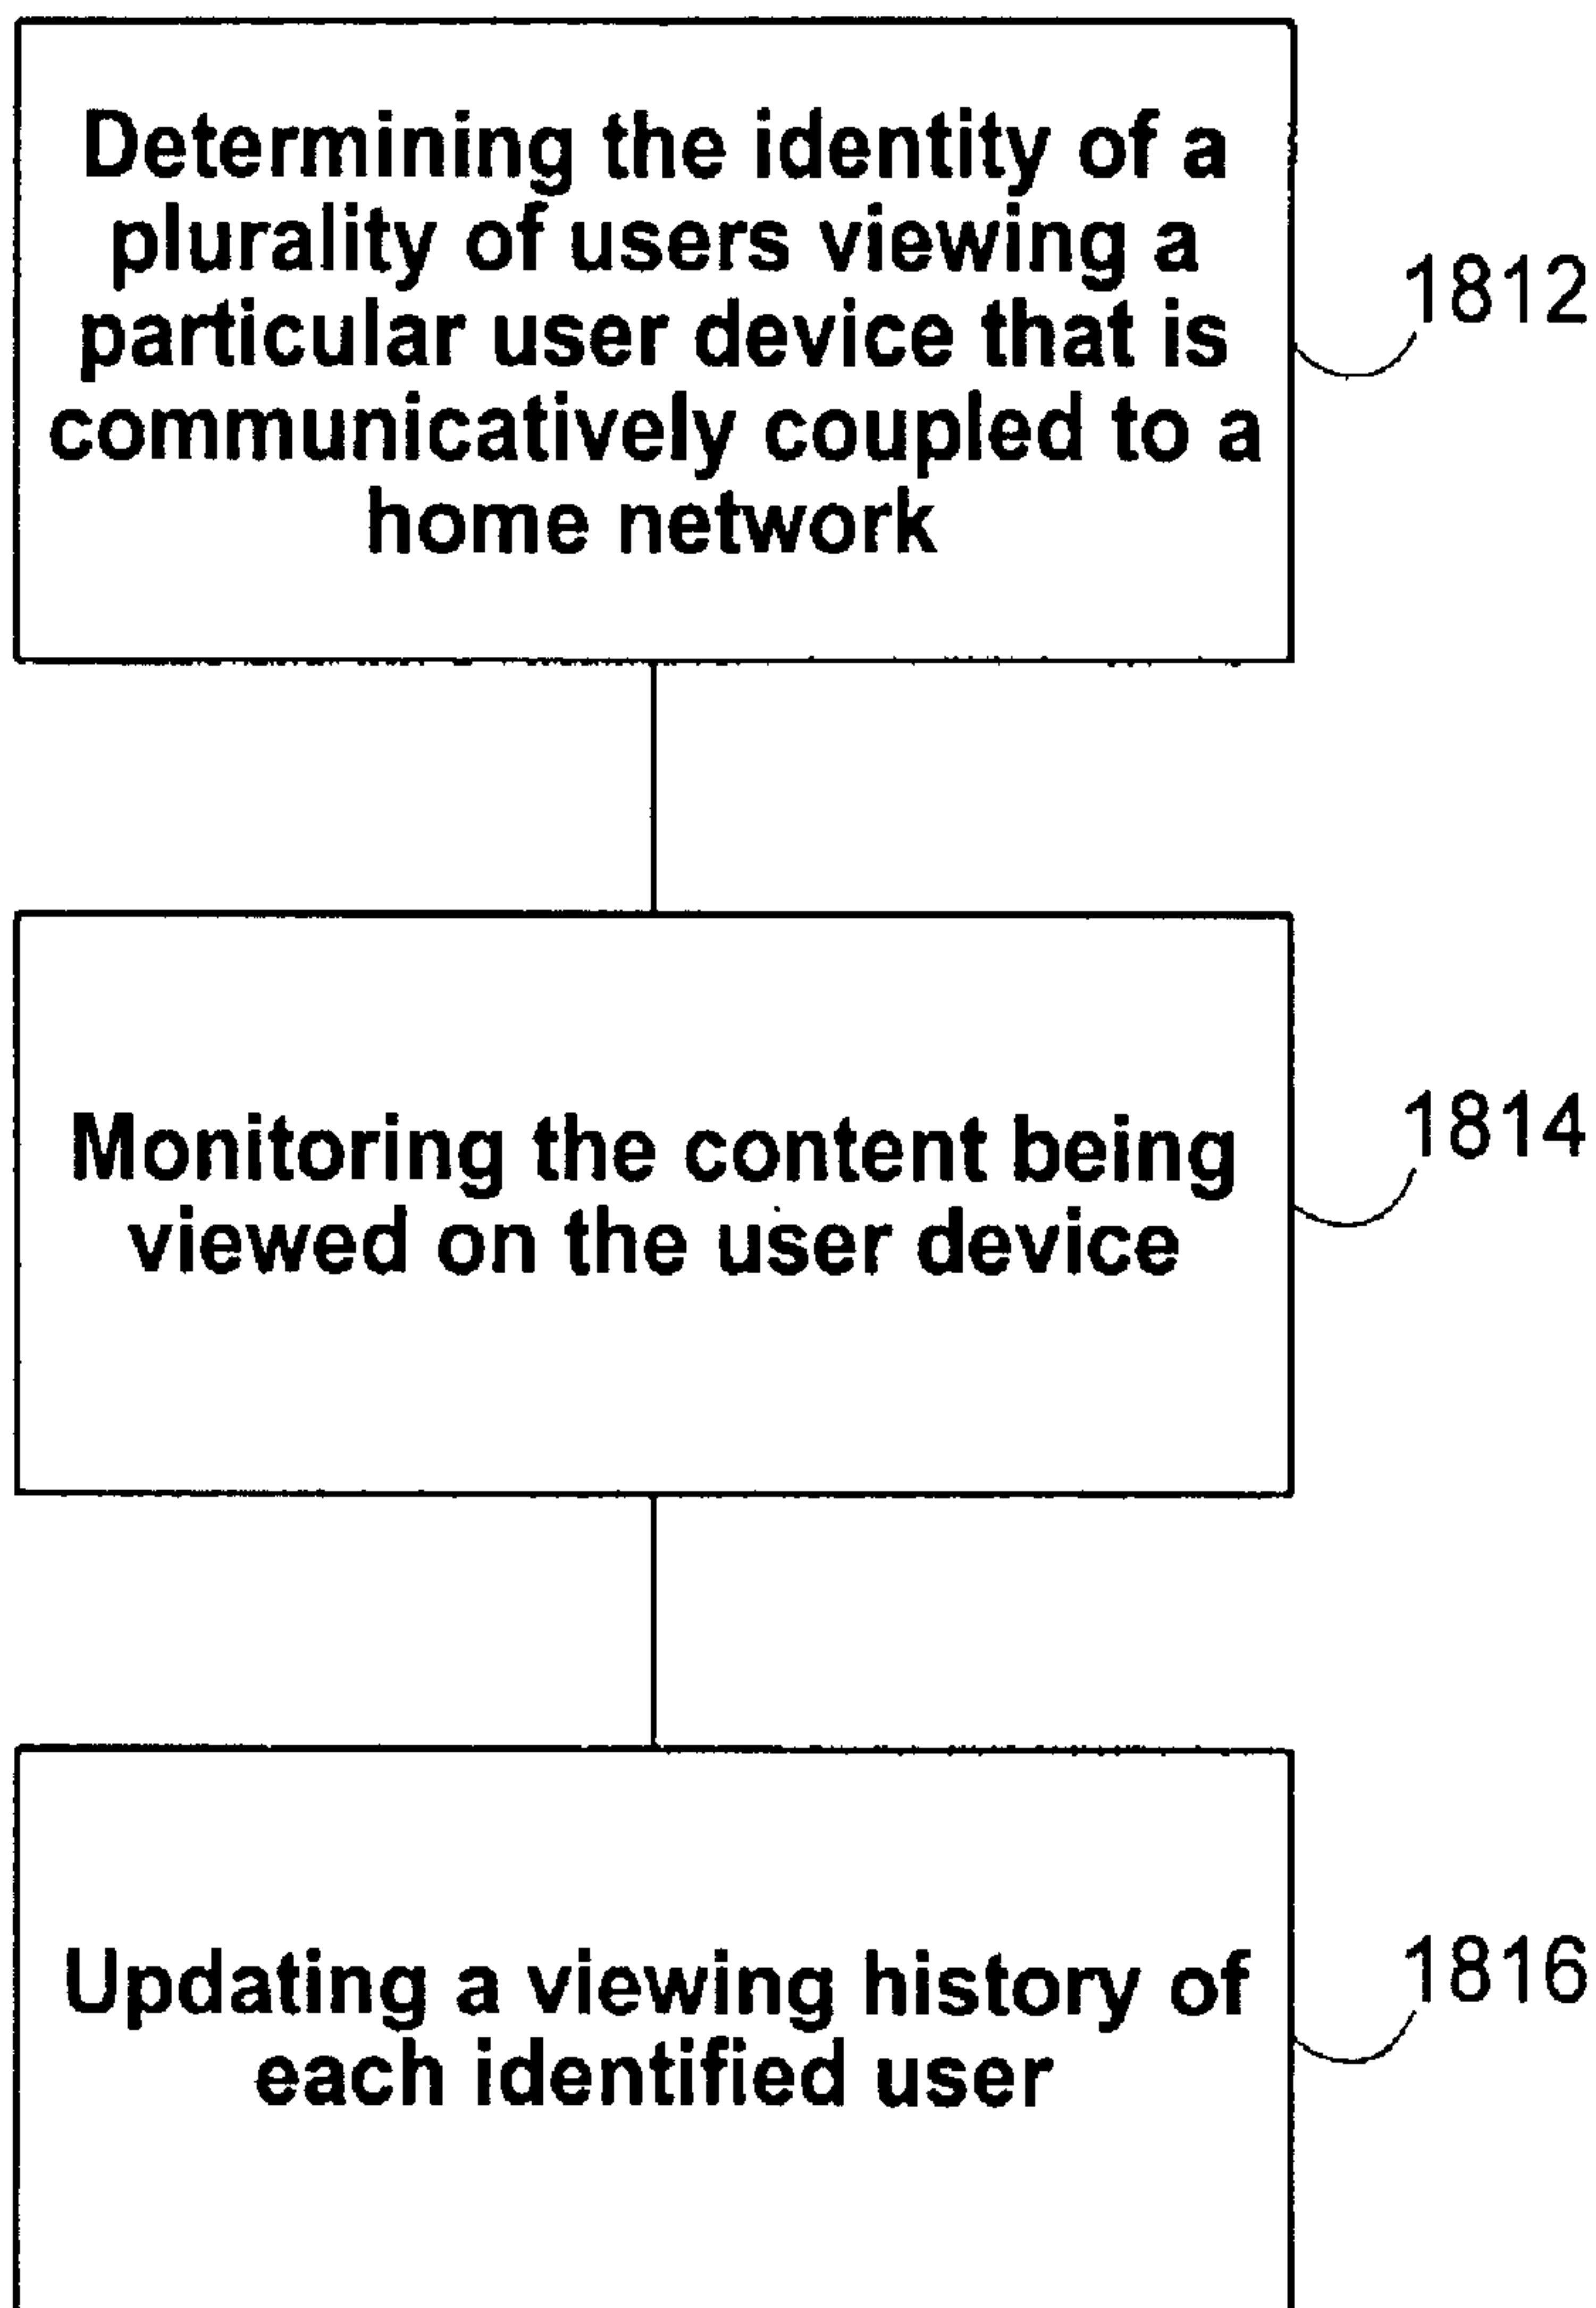 Determining the identity of a
plurality of users viewing a
particular user device that is
communicatively coupled to a
home network
1812
Monitoring the content being
viewed on the user device
1814
Updating a viewing history of
each identified user
1816